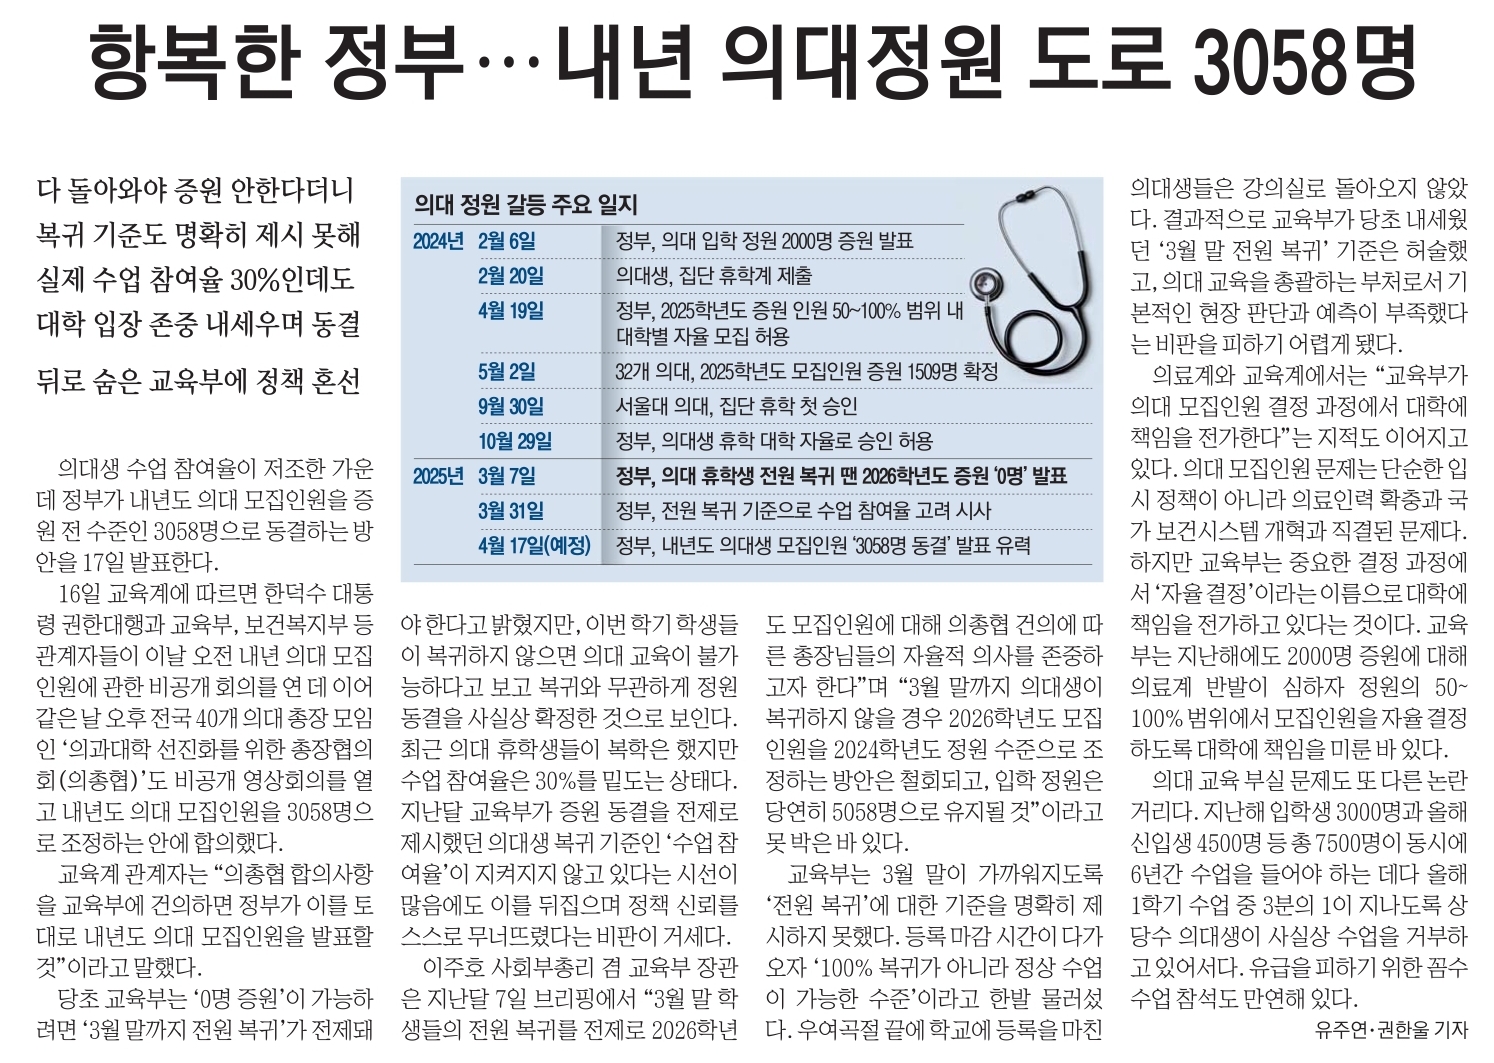 항복한 정부…내년 의대정원 도로 3058명
다 돌아와야 증원 안한다더니
복귀 기준도 명확히 제시 못해
실제 수업 참여율 30%인데도
대학 입장 존중 내세우며 동결
뒤로 숨은 교육부에 정책 혼선
의대생 수업 참여율이 저조한 가운
데 정부가 내년도 의대 모집인원을 증
원 전 수준인 3058명으로 동결하는 방
안을 17일 발표한다.
16일 교육계에 따르면 한덕수 대통
령 권한대행과 교육부, 보건복지부 등
관계자들이 이날 오전 내년 의대 모집
인원에 관한 비공개 회의를 연 데 이어
같은 날 오후 전국 40개 의대 총장 모임
인 ‘의과대학 선진화를 위한 총장협의
회(의총협)’도 비공개 영상회의를 열
고 내년도 의대 모집인원을 3058명으
로 조정하는 안에 합의했다.
교육계 관계자는 “의총협 합의사항
을 교육부에 건의하면 정부가 이를 토
대로 내년도 의대 모집인원을 발표할
것”이라고 말했다.
당초 교육부는 ‘0명 증원’이 가능하
려면 ‘3월 말까지 전원 복귀’가 전제돼
의대 정원 갈등 주요 일지
2024년 2월 6일 정부, 의대 입학 정원 2000명 증원 발표
2월 20일 의대생, 집단 휴학계 제출
4월 19일 정부, 2025학년도 증원 인원 50~100% 범위 내
대학별 자율 모집 허용
5월 2일 32개 의대, 2025학년도 모집인원 증원 1509명 확정
9월 30일 서울대 의대, 집단 휴학 첫 승인
10월 29일 정부, 의대생 휴학 대학 자율로 승인 허용
2025년 3월 7일 정부, 의대 휴학생 전원 복귀 땐 2026학년도 증원 ‘0명’ 발표
3월 31일 정부, 전원 복귀 기준으로 수업 참여율 고려 시사
4월 17일(예정) 정부, 내년도 의대생 모집인원 ‘3058명 동결’ 발표 유력
야 한다고 밝혔지만, 이번 학기 학생들
이 복귀하지 않으면 의대 교육이 불가
능하다고 보고 복귀와 무관하게 정원
동결을 사실상 확정한 것으로 보인다.
최근 의대 휴학생들이 복학은 했지만
수업 참여율은 30%를 밑도는 상태다.
지난달 교육부가 증원 동결을 전제로
제시했던 의대생 복귀 기준인 ‘수업 참
여율’이 지켜지지 않고 있다는 시선이
많음에도 이를 뒤집으며 정책 신뢰를
스스로 무너뜨렸다는 비판이 거세다.
이주호 사회부총리 겸 교육부 장관
은 지난달 7일 브리핑에서 “3월 말 학
생들의 전원 복귀를 전제로 2026학년
도 모집인원에 대해 의총협 건의에 따
른 총장님들의 자율적 의사를 존중하
고자 한다”며 “3월 말까지 의대생이
복귀하지 않을 경우 2026학년도 모집
인원을 2024학년도 정원 수준으로 조
정하는 방안은 철회되고, 입학 정원은
당연히 5058명으로 유지될 것”이라고
못 박은 바 있다.
교육부는 3월 말이 가까워지도록
‘전원 복귀’에 대한 기준을 명확히 제
시하지 못했다. 등록 마감 시간이 다가
오자 ‘100% 복귀가 아니라 정상 수업
이 가능한 수준’이라고 한발 물러섰
다. 우여곡절 끝에 학교에 등록을 마친
의대생들은 강의실로 돌아오지 않았
다. 결과적으로 교육부가 당초 내세웠
던 ‘3월 말 전원 복귀’ 기준은 허술했
고, 의대 교육을 총괄하는 부처로서 기
본적인 현장 판단과 예측이 부족했다
는 비판을 피하기 어렵게 됐다.
의료계와 교육계에서는 “교육부가
의대 모집인원 결정 과정에서 대학에
책임을 전가한다”는 지적도 이어지고
있다. 의대 모집인원 문제는 단순한 입
시 정책이 아니라 의료인력 확충과 국
가 보건시스템 개혁과 직결된 문제다.
하지만 교육부는 중요한 결정 과정에
서 ‘자율 결정’이라는 이름으로 대학에
책임을 전가하고 있다는 것이다. 교육
부는 지난해에도 2000명 증원에 대해
의료계 반발이 심하자 정원의 50~
100% 범위에서 모집인원을 자율 결정
하도록 대학에 책임을 미룬 바 있다.
의대 교육 부실 문제도 또 다른 논란
거리다. 지난해 입학생 3000명과 올해
신입생 4500명 등 총 7500명이 동시에
6년간 수업을 들어야 하는 데다 올해
1학기 수업 중 3분의 1이 지나도록 상
당수 의대생이 사실상 수업을 거부하
고 있어서다. 유급을 피하기 위한 꼼수
수업 참석도 만연해 있다.
유주연·권한울 기자